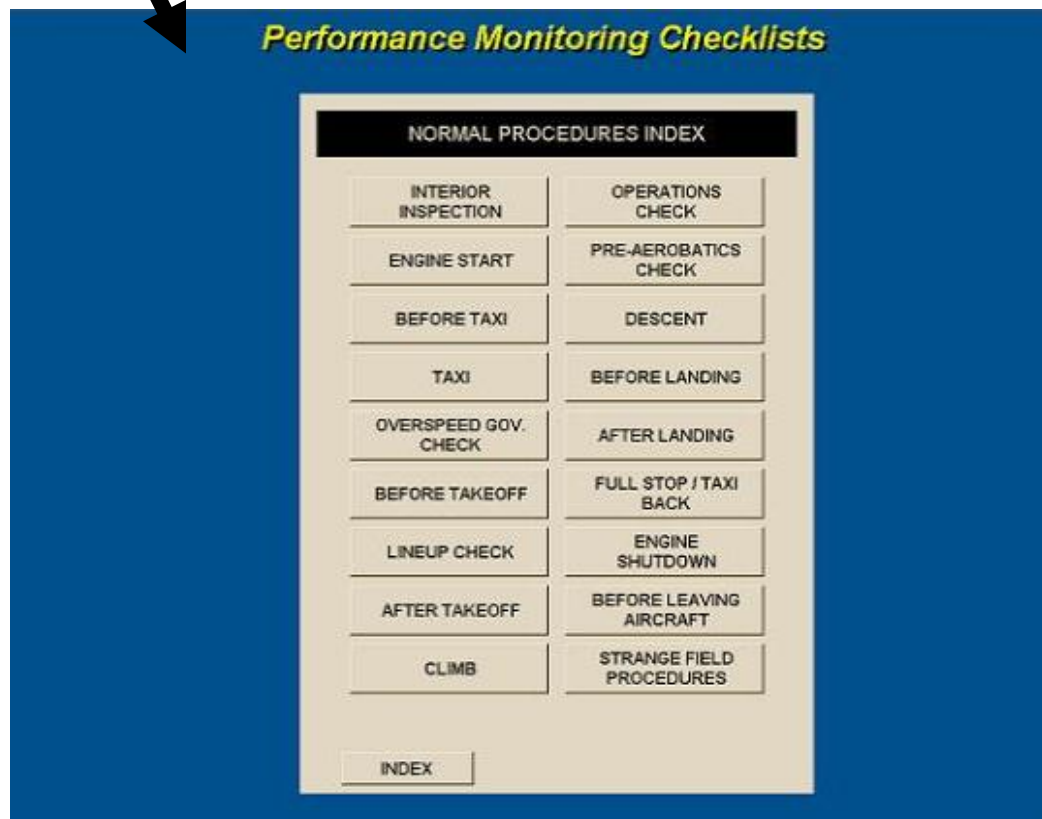 Performance Monitoring Checklists
NORMAL PROCEDURES INDEX
INTERIOR
INSPECTION
ENGINE START
BEFORE TAXI
TAXI
OVERSPEED GOV.
CHECK
BEFORE TAKEOFF
LINEUP CHECK
AFTER TAKEOFF
CLIMB
OPERATIONS
CHECK
PRE-AEROBATICS
CHECK
DESCENT
BEFORE LANDING
AFTER LANDING
FULL STOP / TAXI
BACK
ENGINE
SHUTDOWN
BEFORE LEAVING
AIRCRAFT
STRANGE FIELD
PROCEDURES
INDEX